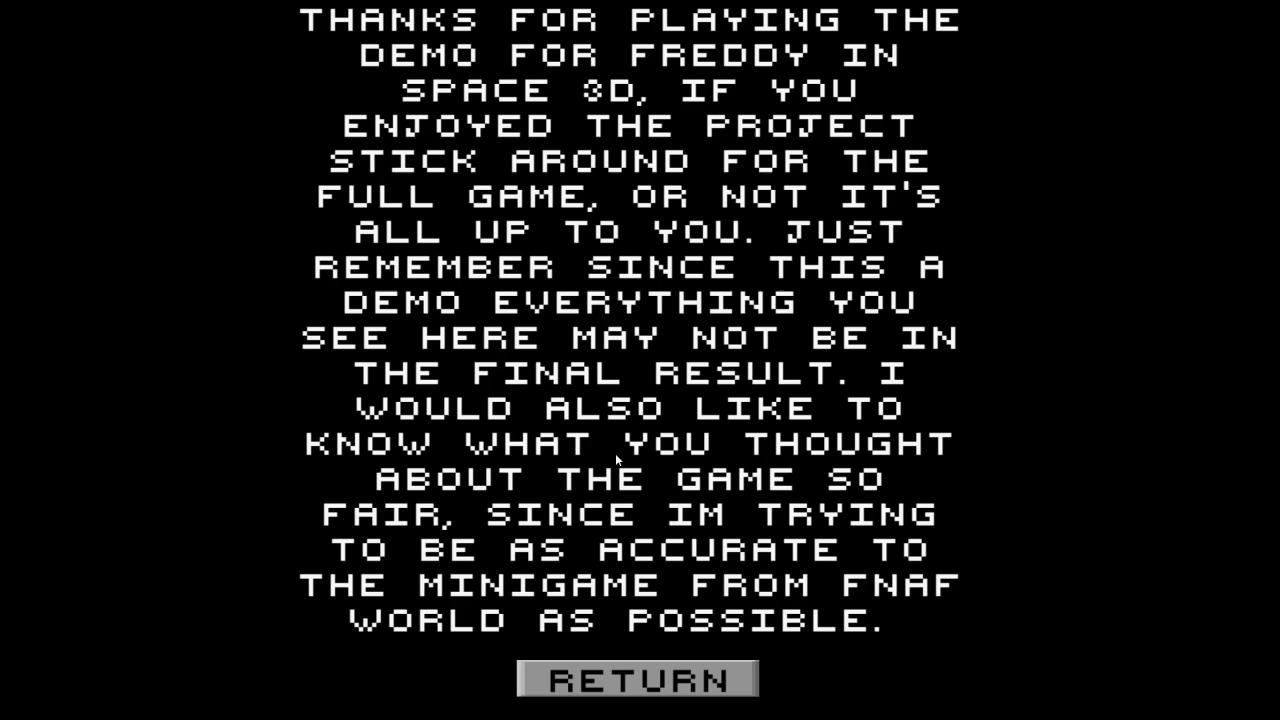 THANKS FOR PLAYING THE
DEMO FOR FREDDY IN
SPACE 3D, IF YOU
ENJOYED THE PROJECT
STICK AROUND FOR THE
FULL GAME, OR NOT IT'S
ALL UP TO YOU. JUST
REMEMBER SINCE THIS A
DEMO EVERYTHING YOU
SEE HERE MAY NOT BE IN
THE FINAL RESULT. I
WOULD ALSO LIKE TO
KNOW WHAT YOU THOUGHT
ABOUT THE GAME SO
FAIR, SINCE IM TRYING
TO BE AS ACCURATE TO
THE MINIGAME FROM FNAF
WORLD AS POSSIBLE.
RETURN